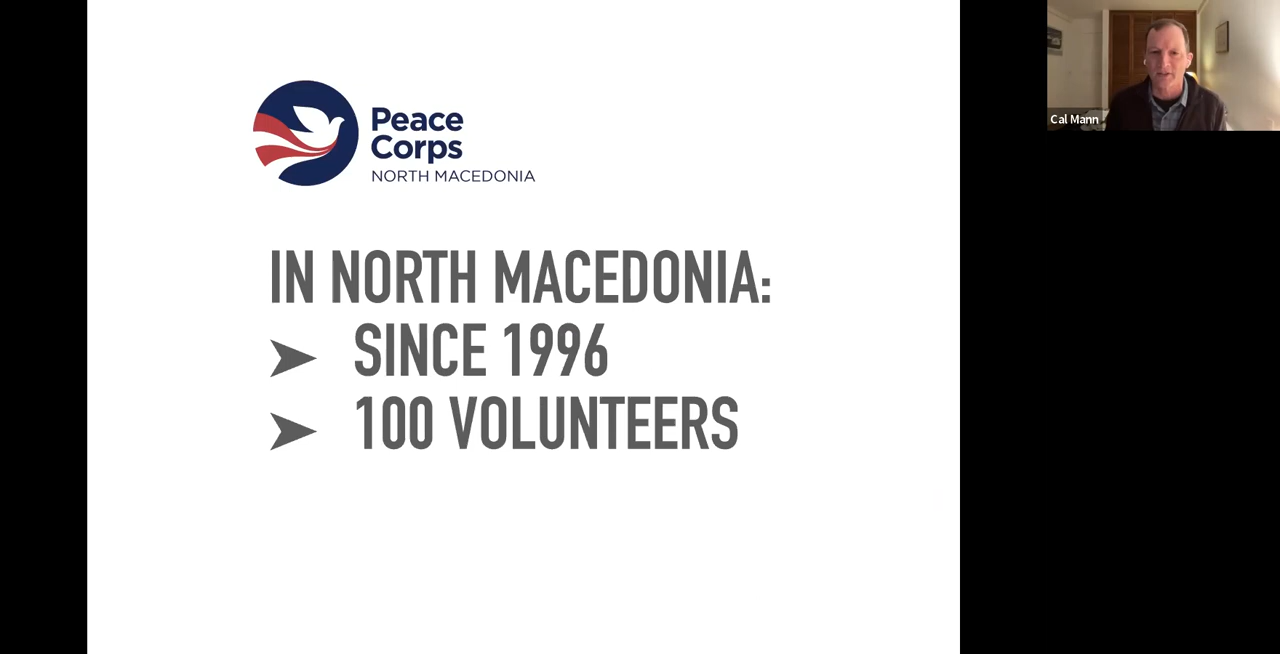 Peace
Corps
NORTH MACEDONIA
IN NORTH MACEDONIA:
➤ SINCE 1996
➤ 100 VOLUNTEERS
Cal Mann